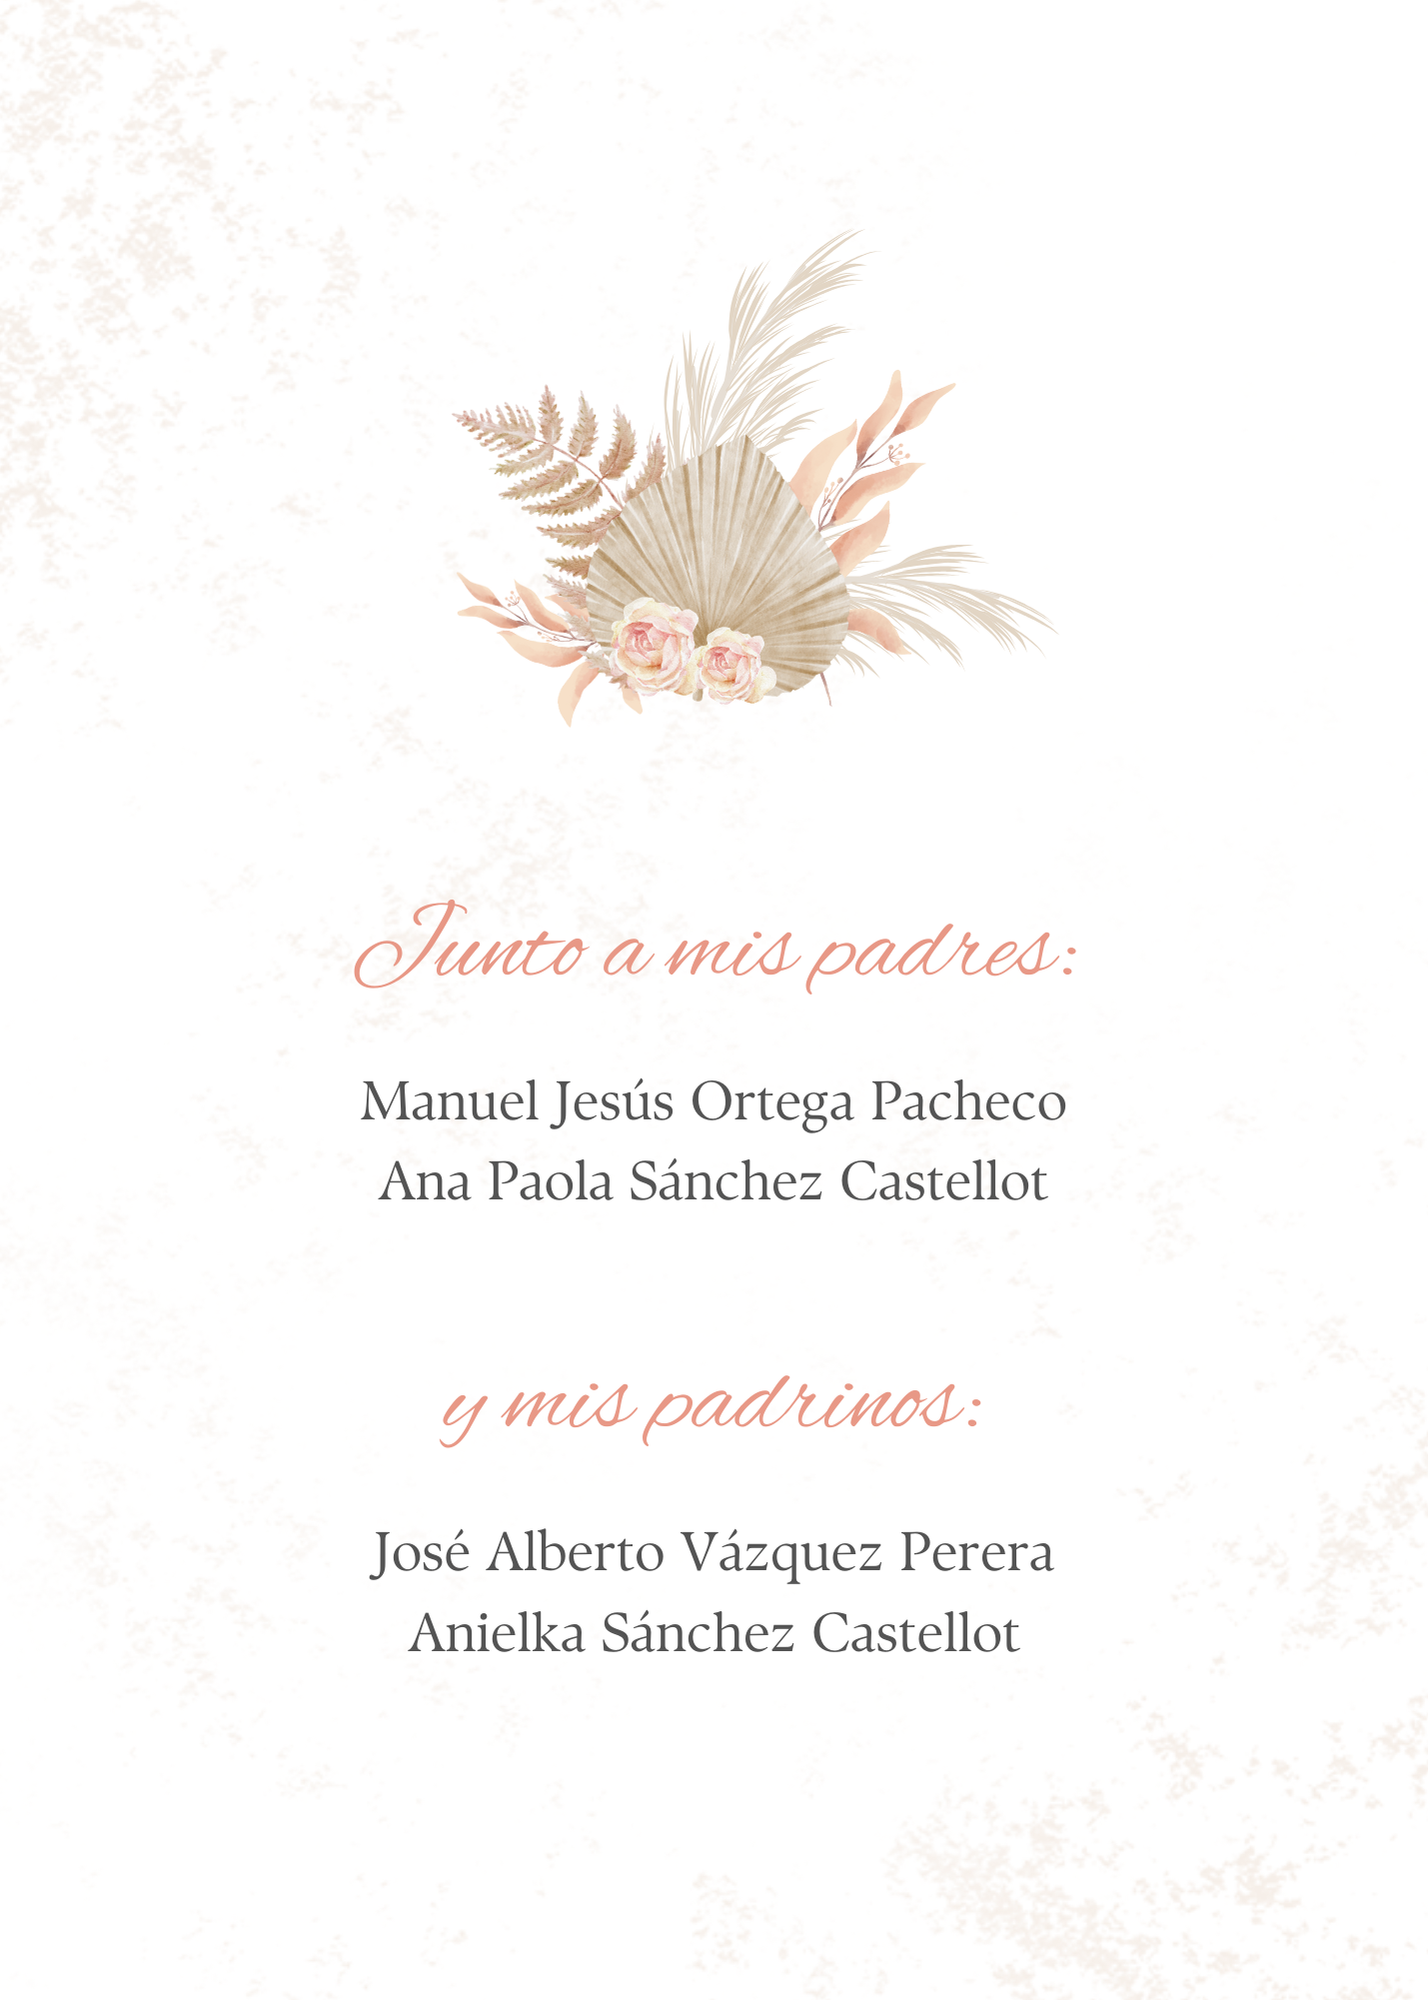 Junto a mis padres:
Manuel Jesús Ortega Pacheco
Ana Paola Sánchez Castellot
y mis padrinos:
José Alberto Vázquez Perera
Anielka Sánchez Castellot